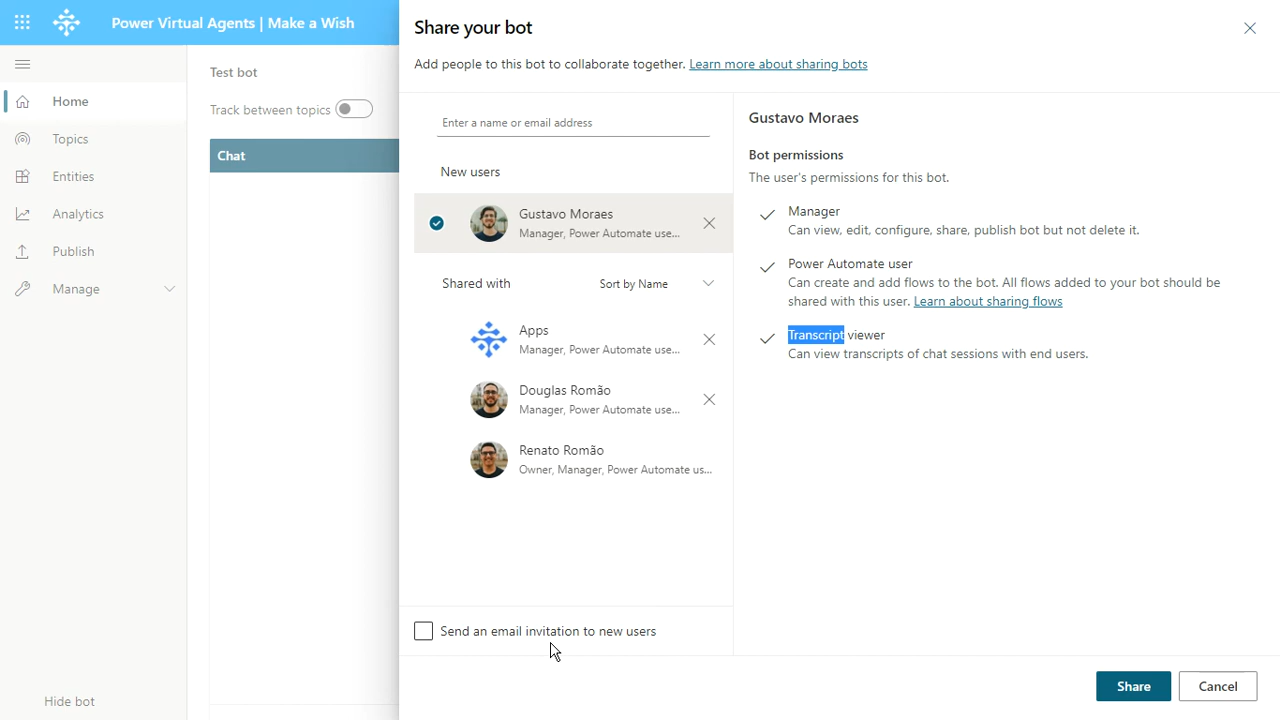 Power Virtual Agents | Make a Wish
Home
Topics
Entities
Analytics
Publish
Manage
Hide bot
Test bot
Track between topics
Chat
Share your bot
Add people to this bot to collaborate together. Learn more about sharing bots
Enter a name or email address
New users
Gustavo Moraes
Manager, Power Automate use...
Shared with
Sort by Name
Apps
Manager, Power Automate use...
Douglas Romão
Manager, Power Automate use...
Renato Romão
Owner, Manager, Power Automate us...
Send an email invitation to new users
Gustavo Moraes
Bot permissions
The user's permissions for this bot.
Manager
Can view, edit, configure, share, publish bot but not delete it.
Power Automate user
Can create and add flows to the bot. All flows added to your bot should be
shared with this user. Learn about sharing flows
Transcript viewer
Can view transcripts of chat sessions with end users.
Share
Cancel